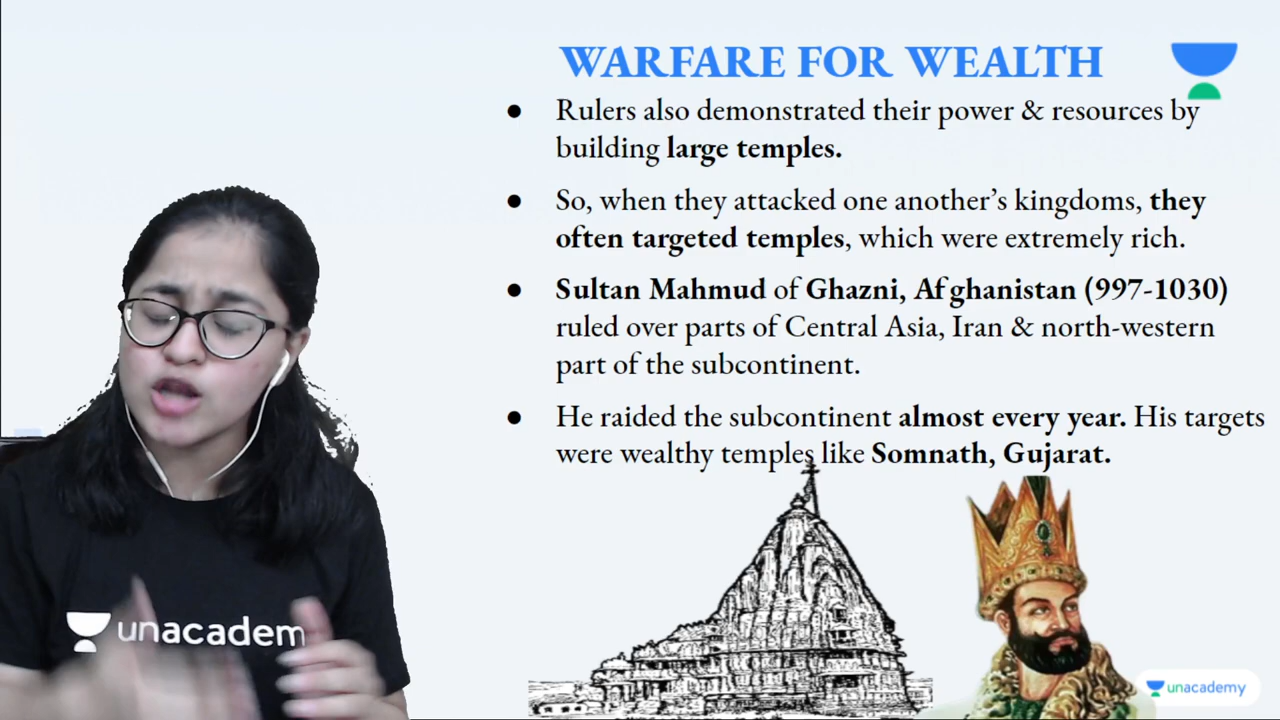 WARFARE FOR WEALTH
● Rulers also demonstrated their power & resources by
building large temples.
● So, when they attacked one another’s kingdoms, they
often targeted temples, which were extremely rich.
● Sultan Mahmud of Ghazni, Afghanistan (997-1030)
ruled over parts of Central Asia, Iran & north-western
part of the subcontinent.
● He raided the subcontinent almost every year. His targets
were wealthy temples like Somnath, Gujarat.
unacadem
unacademy